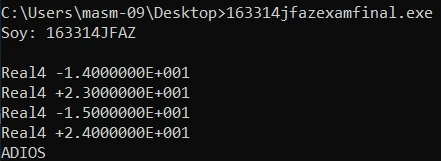 C:\Users\masm-09\Desktop>163314jfazexamfinal.exe
Soy: 163314JFAZ
Real4 -1.4000000E+001
Real4 +2.3000000E+001
Real4 -1.5000000E+001
Real4 +2.4000000E+001
ADIOS